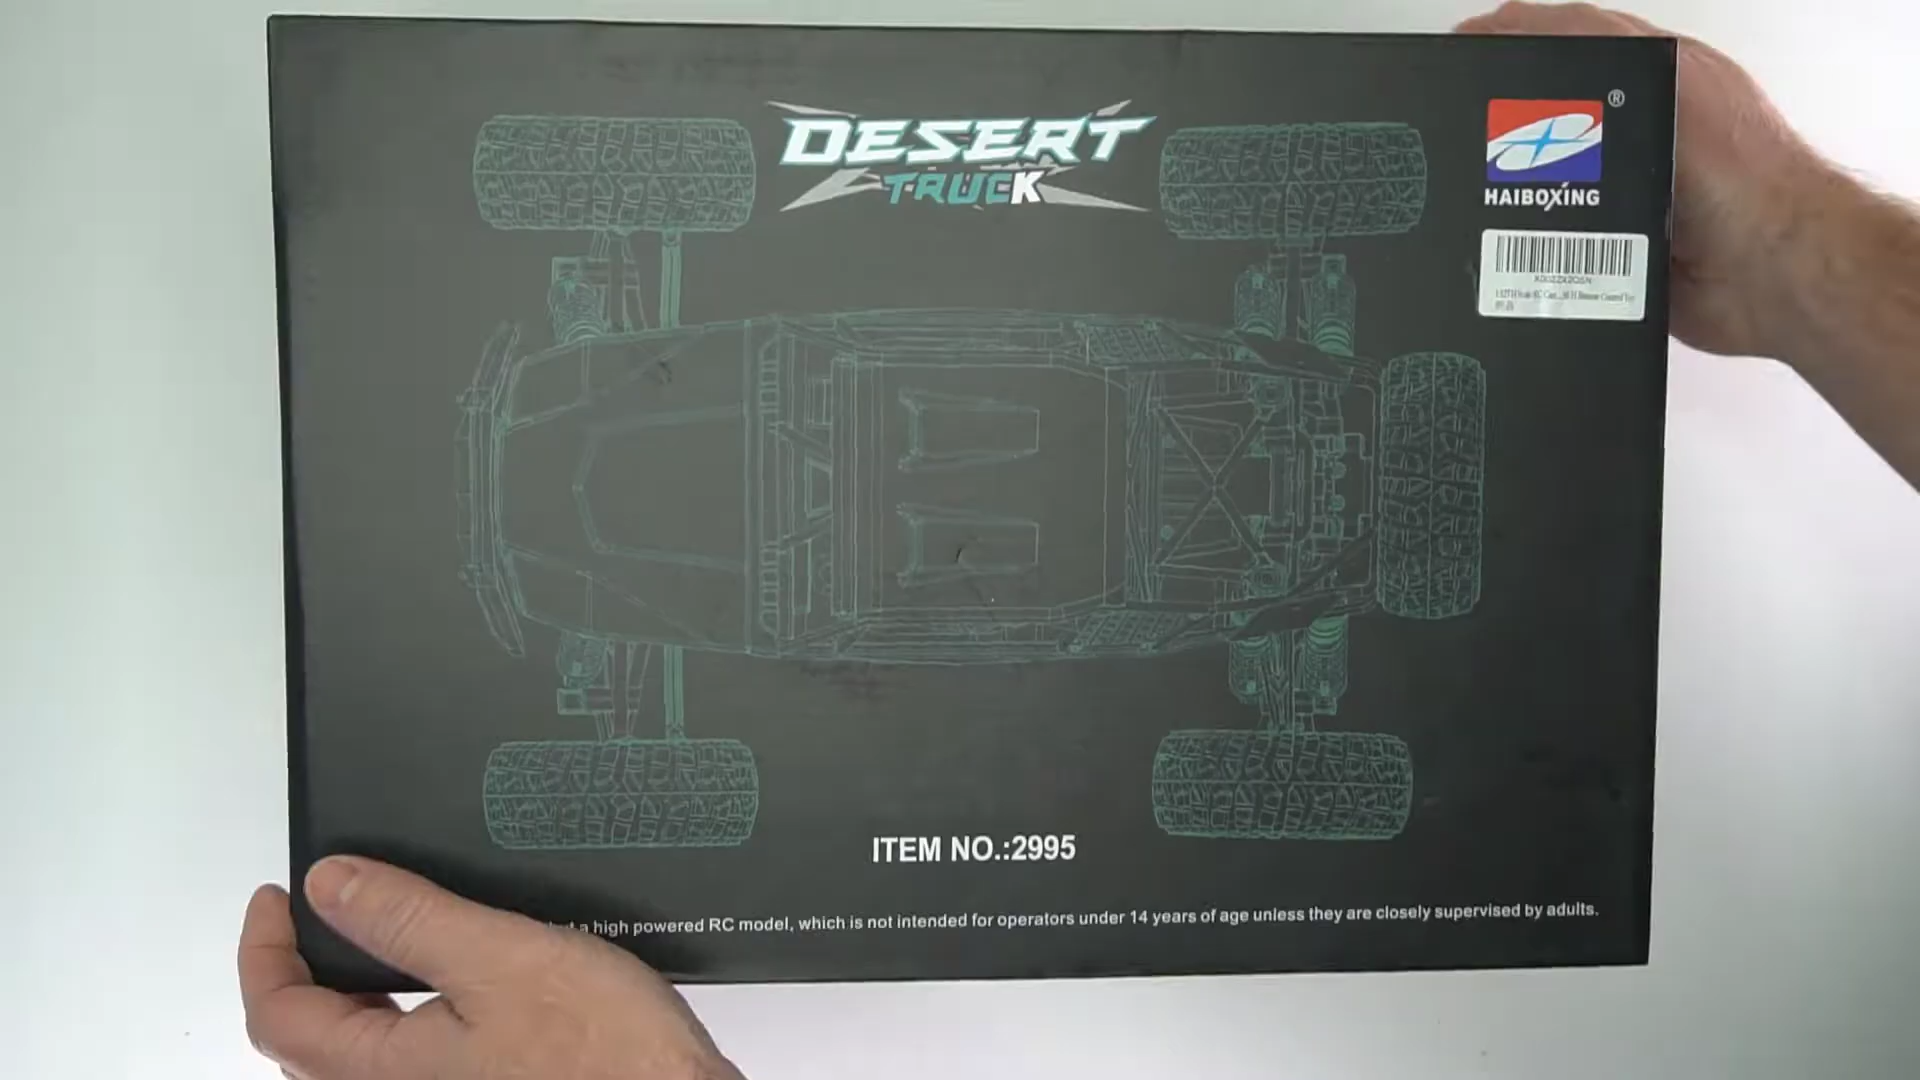 DESERT
TRUCK
®
HAIBOXING
ITEM NO.:2995
a high powered RC model, which is not intended for operators under 14 years of age unless they are closely supervised by adults.